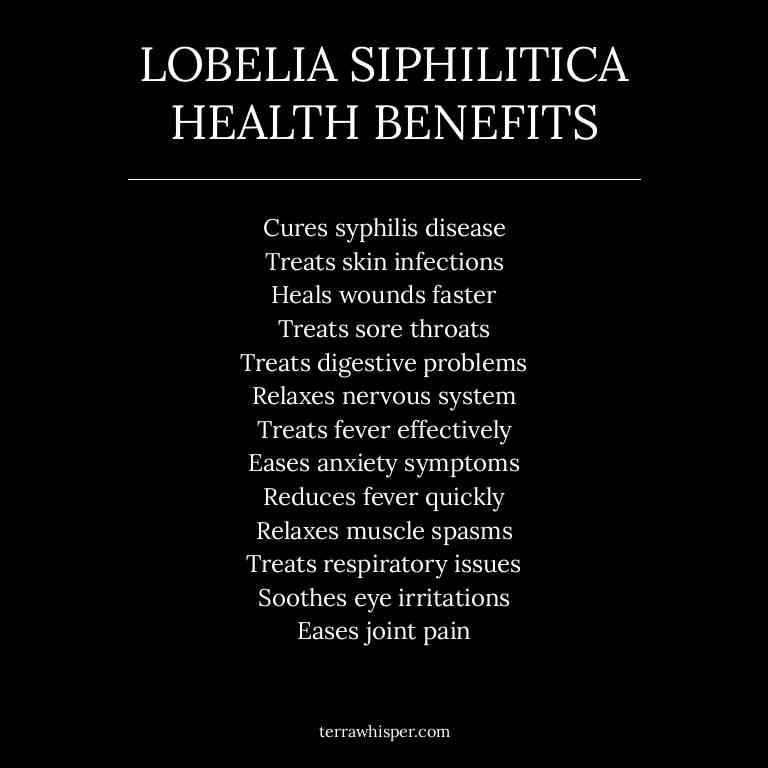 LOBELIA SIPHILITICA
HEALTH BENEFITS
Cures syphilis disease
Treats skin infections
Heals wounds faster
Treats sore throats
Treats digestive problems
Relaxes nervous system
Treats fever effectively
Eases anxiety symptoms
Reduces fever quickly
Relaxes muscle spasms
Treats respiratory issues
Soothes eye irritations
Eases joint pain
terrawhisper.com